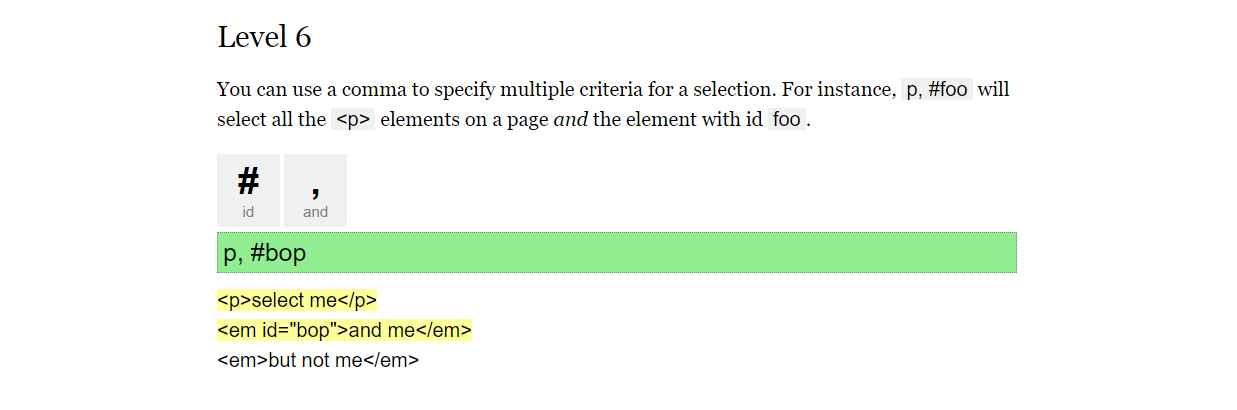 Level 6
You can use a comma to specify multiple criteria for a selection. For instance, p, #foo will
select all the <p> elements on a page and the element with id foo .
# ,
id and
p, #bop
<p>select me</p>
<em id="bop">and me</em>
<em>but not me</em>